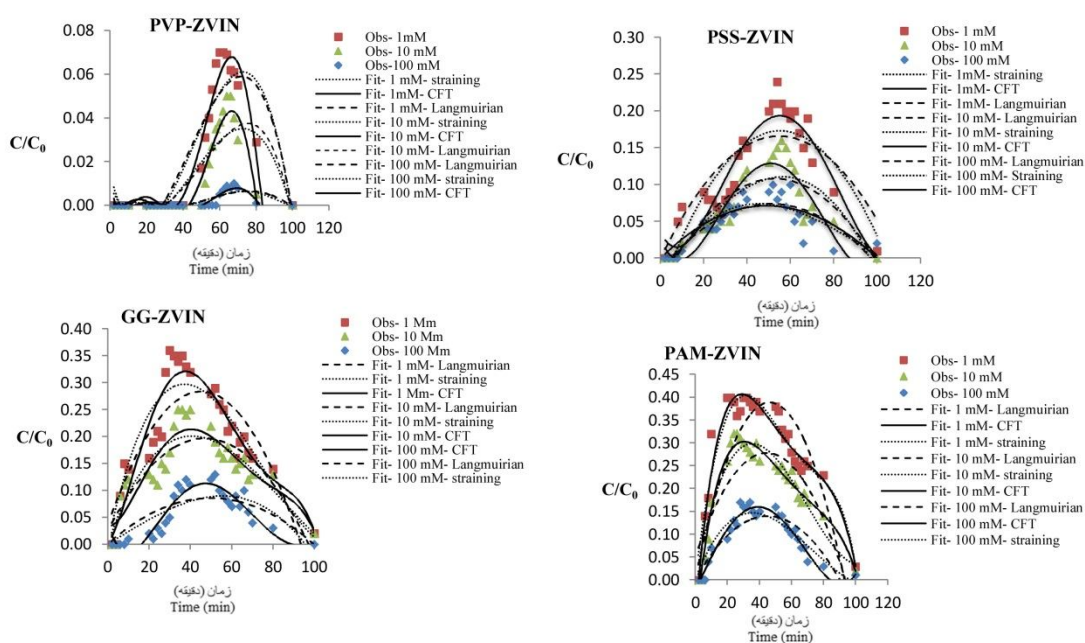 PVP-ZVIN
0.08
0.06
0.04
0.02
0.00
C/C0
0 20 40 60 80 100 120
زمان (دقیقه)
Time (min)
Obs- 1mM
Obs- 10 mM
Obs-100 mM
Fit- 1 mM- straining
Fit- 1mM- CFT
Fit- 1 mM- Langmuirian
Fit- 10 mM- straining
Fit- 10 mM- CFT
Fit- 10 mM- Langmuirian
Fit- 100 mM- Langmuirian
Fit- 100 mM- straining
Fit- 100 mM- CFT
PSS-ZVIN
0.30
0.25
0.20
0.15
0.10
0.05
0.00
C/C0
0 20 40 60 80 100 120
زمان (دقیقه)
Time (min)
Obs- 1 mM
Obs- 10 mM
Obs- 100 mM
Fit- 1mM- straining
Fit- 1mM- CFT
Fit- 1mM- Langmuirian
Fit- 10 mM- Langmuirian
Fit- 10 mM- straining
Fit- 10 mM- CFT
Fit- 100 mM- Langmuirian
Fit- 100 mM- Straining
Fit- 100 mM- CFT
GG-ZVIN
0.40
0.35
0.30
0.25
0.20
0.15
0.10
0.05
0.00
C/C0
0 20 40 60 80 100
زمان (دقیقه)
Time (min)
Obs- 1 Mm
Obs- 10 Mm
Obs- 100 Mm
Fit- 1 mM- Langmuirian
Fit- 1 mM- straining
Fit- 1 Mm- CFT
Fit- 10 mM- Langmuirian
Fit- 10 mM- straining
Fit- 10 mM- CFT
Fit- 100 mM- CFT
Fit- 100 mM- Langmuirian
Fit- 100 mM- straining
PAM-ZVIN
0.45
0.40
0.35
0.30
0.25
0.20
0.15
0.10
0.05
0.00
C/C0
0 20 40 60 80 100 120
زمان (دقیقه)
Time (min)
Obs- 1 mM
Obs- 10 mM
Obs- 100 mM
Fit- 1 mM- Langmuirian
Fit- 1 mM- CFT
Fit- 1 mM- straining
Fit- 10 mM- Langmuirian
Fit- 10 mM- straining
Fit- 10 mM- CFT
Fit- 100 mM- Langmuirian
Fit- 100 mM- CFT
Fit- 100 mM- straining